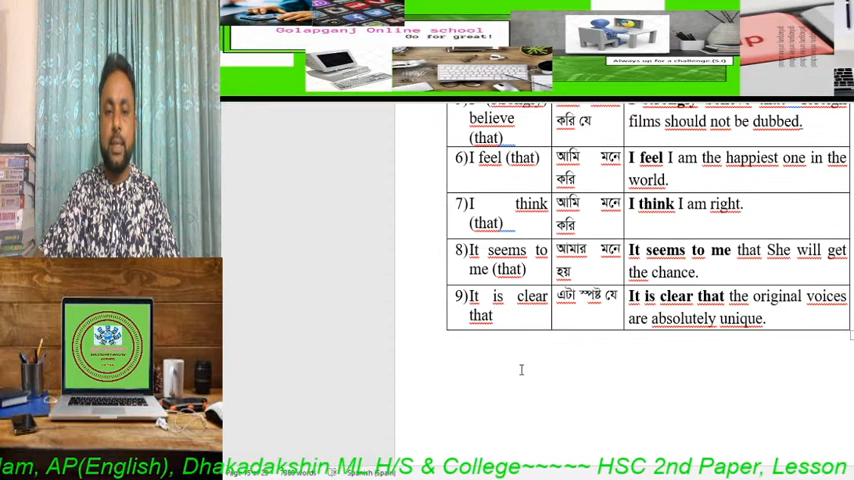 Golapganj Online school
Go for great!
Always up for a challenge.(S.I)
believe
(that)
করি যে
films should not be dubbed.
6) I feel (that)
আমি মনে
করি
I feel I am the happiest one in the
world.
7) I think
(that)
আমি মনে
করি
I think I am right.
8) It seems to
me (that)
আমার মনে
হয়
It seems to me that She will get
the chance.
9) It is clear
that
এটা স্পষ্ট যে
It is clear that the original voices
are absolutely unique.
lam, AP(English), Dhakadakshin ML H/S & College~~~~~ HSC 2nd Paper, Lesson